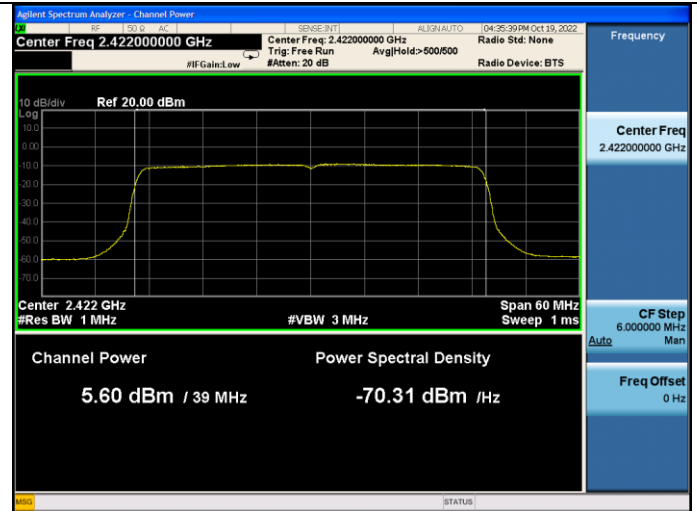 Agilent Spectrum Analyzer - Channel Power
RF 50 Ω AC SENSE:INT ALIGN AUTO 04:35:39 PM Oct 19, 2022
Center Freq 2.422000000 GHz
Center Freq: 2.422000000 GHz
Radio Std: None
Trig: Free Run Avg|Hold:>500/500
#IFGain:Low #Atten: 20 dB Radio Device: BTS
10 dB/div Ref 20.00 dBm
Log
10.0
0.00
-10.0
-20.0
-30.0
-40.0
-50.0
-60.0
-70.0
Center 2.422 GHz Span 60 MHz
#Res BW 1 MHz #VBW 3 MHz Sweep 1 ms
Channel Power Power Spectral Density
5.60 dBm / 39 MHz -70.31 dBm /Hz
Frequency
Center Freq
2.422000000 GHz
CF Step
6.000000 MHz
Auto Man
Freq Offset
0 Hz
MSG STATUS